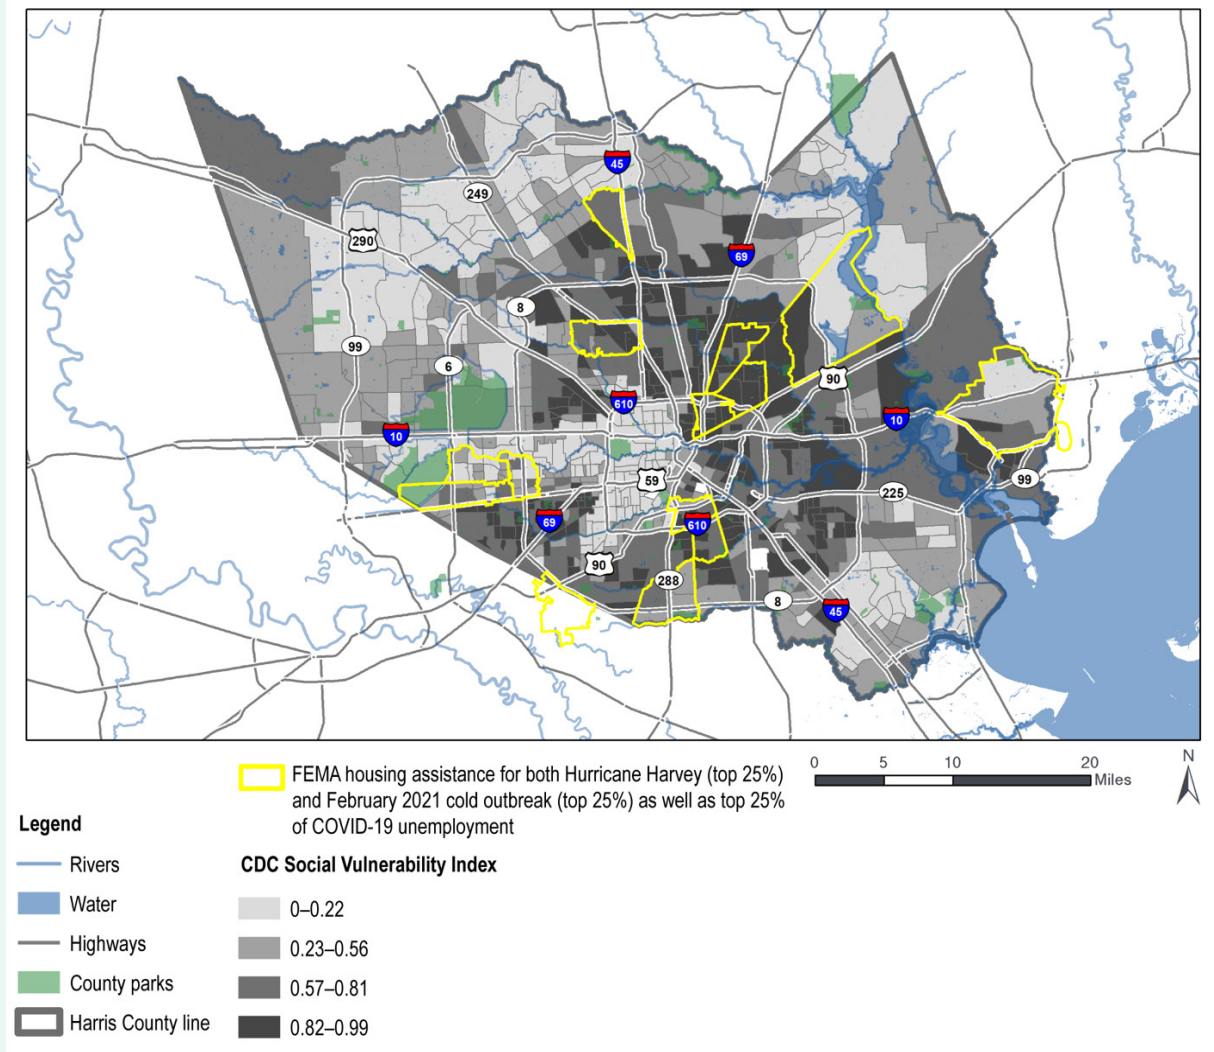 45
249
290
69
8
99
6
90
610
10
10
59
99
225
69
610
90
288
8
45
N
0 5 10 20
Miles
FEMA housing assistance for both Hurricane Harvey (top 25%)
and February 2021 cold outbreak (top 25%) as well as top 25%
of COVID-19 unemployment
Legend
Rivers
Water
Highways
County parks
Harris County line
CDC Social Vulnerability Index
0–0.22
0.23–0.56
0.57–0.81
0.82–0.99